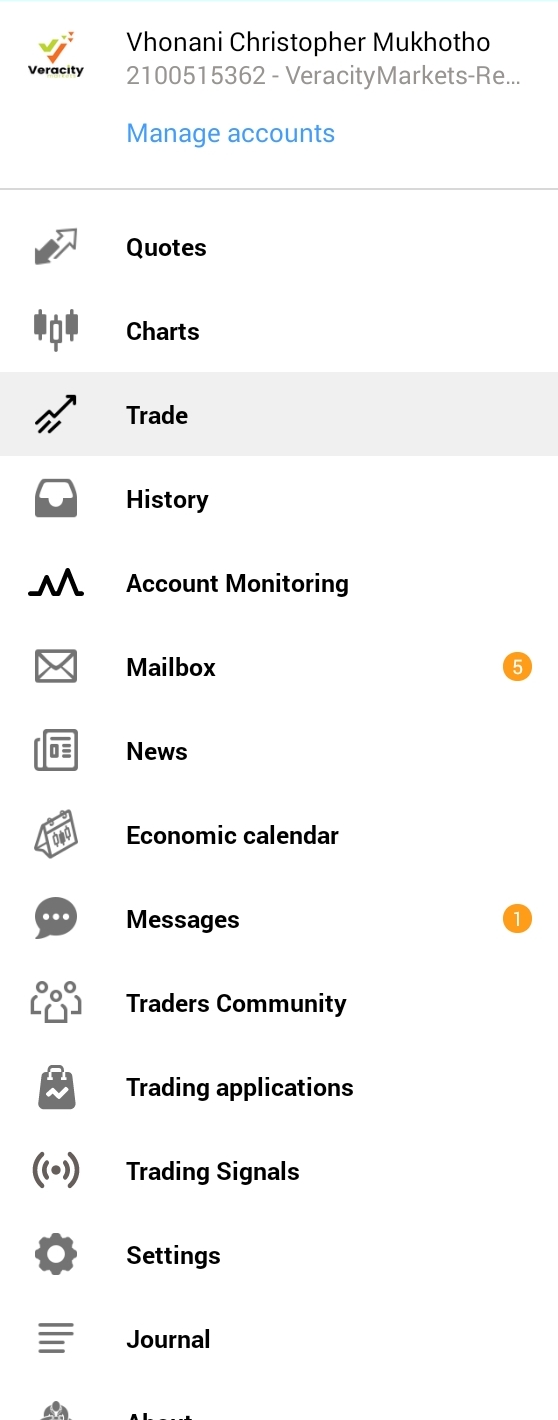 Veracity
Vhonani Christopher Mukhotho
2100515362 - VeracityMarkets-Re...
Manage accounts
Quotes
Charts
Trade
History
Account Monitoring
Mailbox
5
News
Economic calendar
Messages
1
Traders Community
Trading applications
Trading Signals
Settings
Journal
About